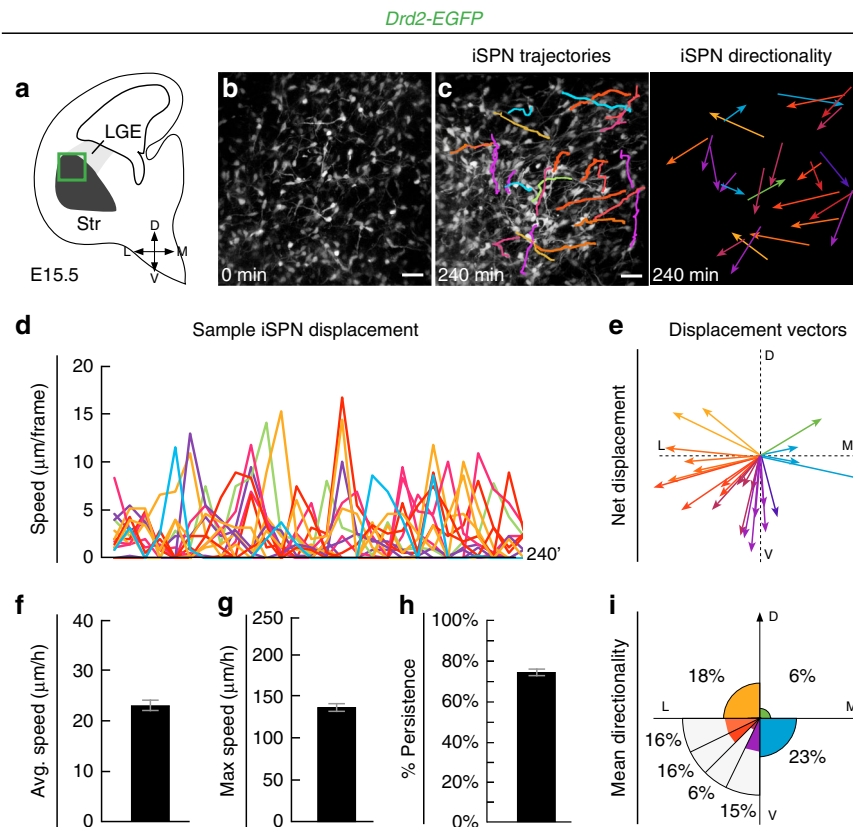 Drd2-EGFP
iSPN trajectories
iSPN directionality
a
LGE
Str
D
L
M
V
E15.5
b
0 min
c
240 min
240 min
d
Sample iSPN displacement
Speed (μm/frame)
20
15
10
5
0
240'
e
Displacement vectors
Net displacement
D
L
M
V
f
Avg. speed (μm/h)
40
30
20
10
0
g
Max speed (μm/h)
250
200
150
100
50
0
h
% Persistence
100%
80%
60%
40%
20%
0%
i
Mean directionality
D
18%
6%
L
M
16%
16%
6%
15%
23%
V